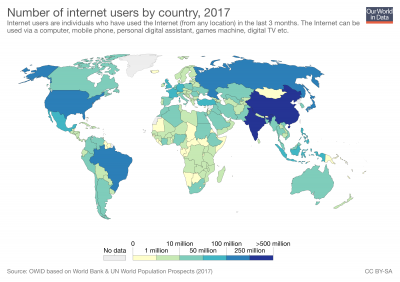 Number of internet users by country, 2017
Internet users are individuals who have used the Internet (from any location) in the last 3 months. The Internet can be
used via a computer, mobile phone, personal digital assistant, games machine, digital TV etc.
Our World
in Data
0 10 million 100 million >500 million
No data 1 million 50 million 250 million
Source: OWID based on World Bank & UN World Population Prospects (2017)
CC BY-SA